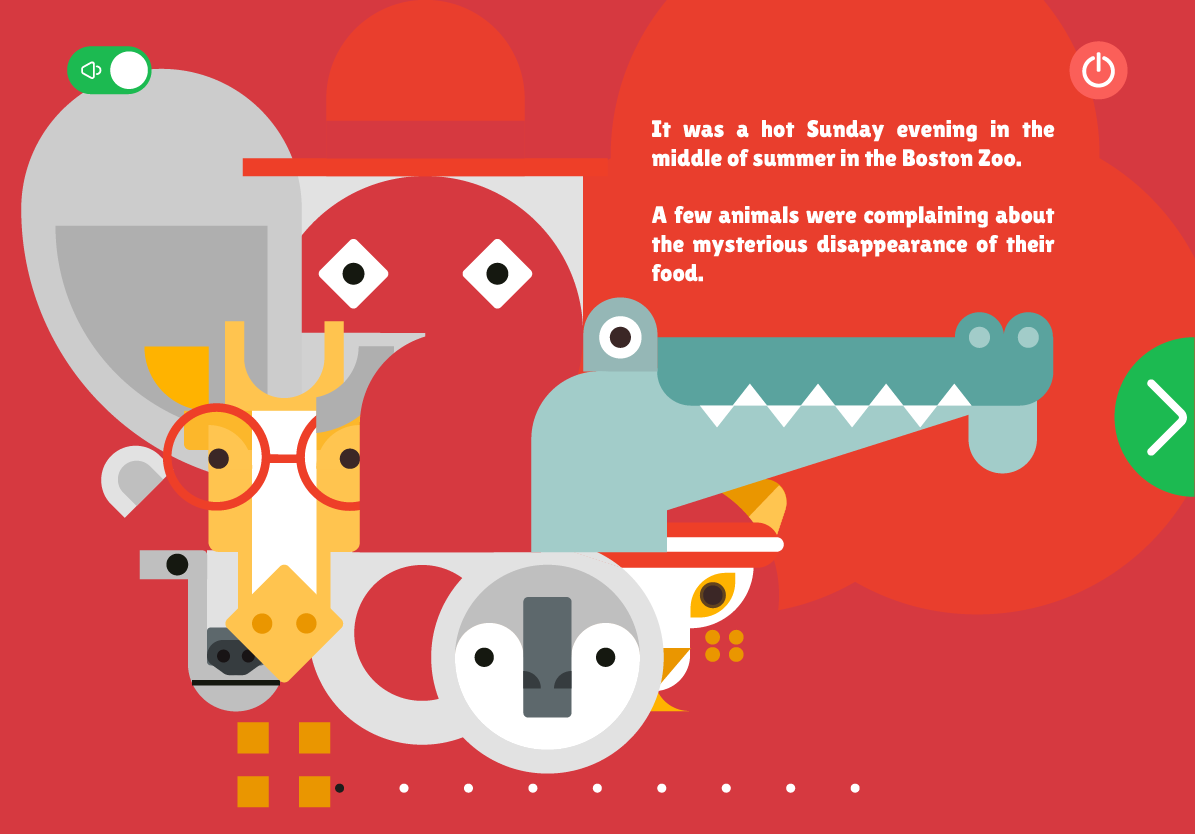 It was a hot Sunday evening in the
middle of summer in the Boston Zoo.
A few animals were complaining about
the mysterious disappearance of their
food.